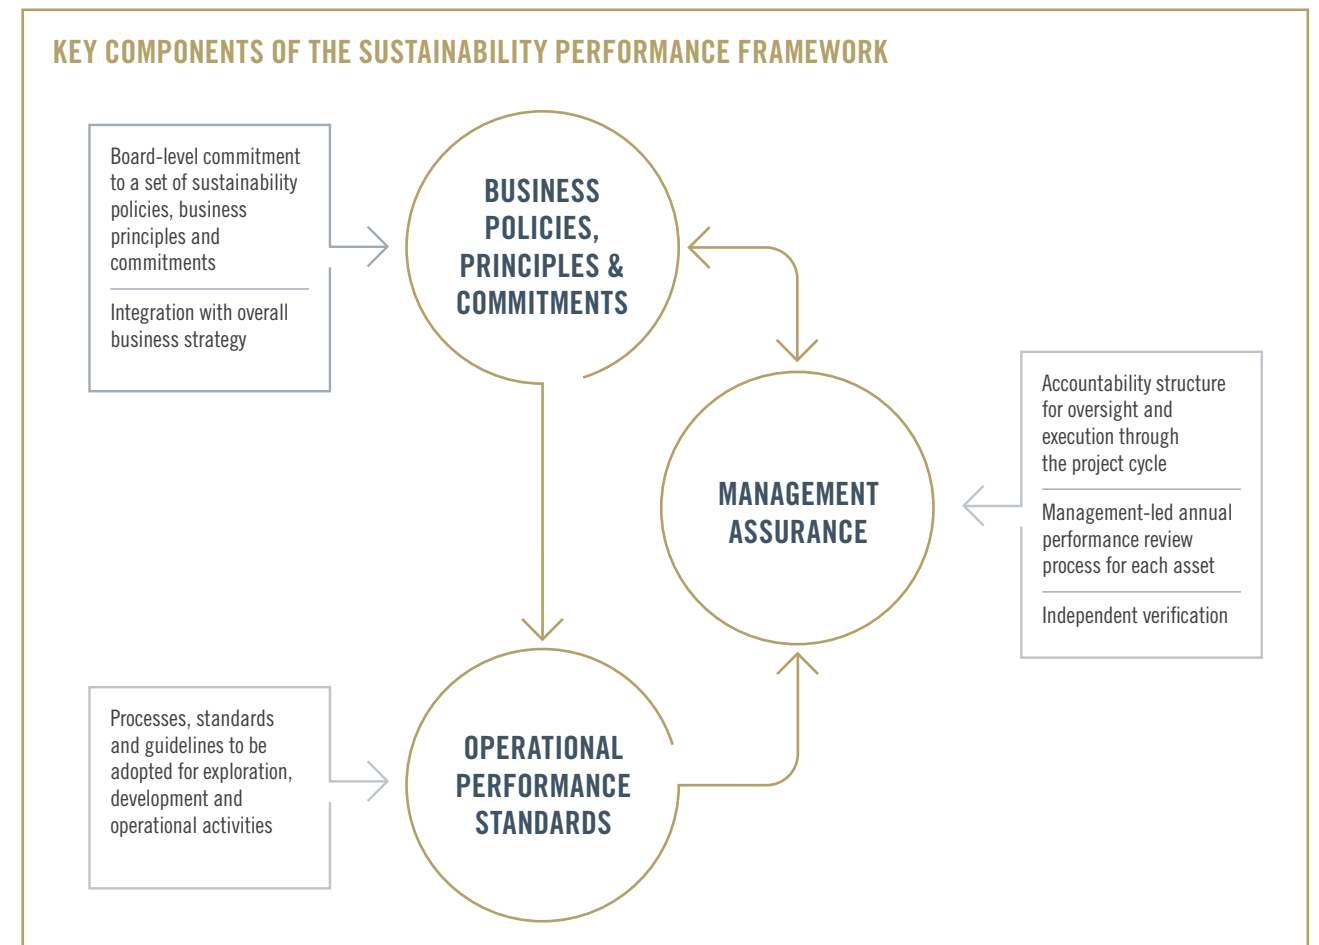 KEY COMPONENTS OF THE SUSTAINABILITY PERFORMANCE FRAMEWORK
Board-level commitment
to a set of sustainability
policies, business
principles and
commitments
Integration with overall
business strategy
BUSINESS
POLICIES,
PRINCIPLES &
COMMITMENTS
MANAGEMENT
ASSURANCE
Accountability structure
for oversight and
execution through
the project cycle
Management-led annual
performance review
process for each asset
Independent verification
Processes, standards
and guidelines to be
adopted for exploration,
development and
operational activities
OPERATIONAL
PERFORMANCE
STANDARDS